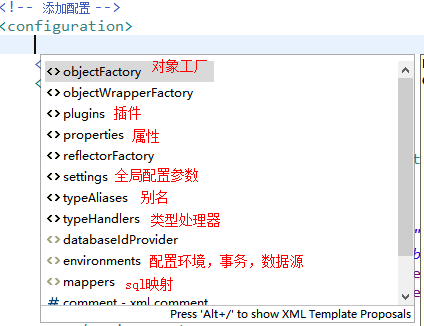 <!-- 添加配置 -->
<configuration>
objectFactory 对象工厂
objectWrapperFactory
plugins 插件
properties 属性
reflectorFactory
settings 全局配置参数
typeAliases 别名
typeHandlers 类型处理器
databaseIdProvider
environments 配置环境，事务，数据源
mappers sql映射
# comment - xml comment
Press 'Alt+/' to show XML Template Proposals